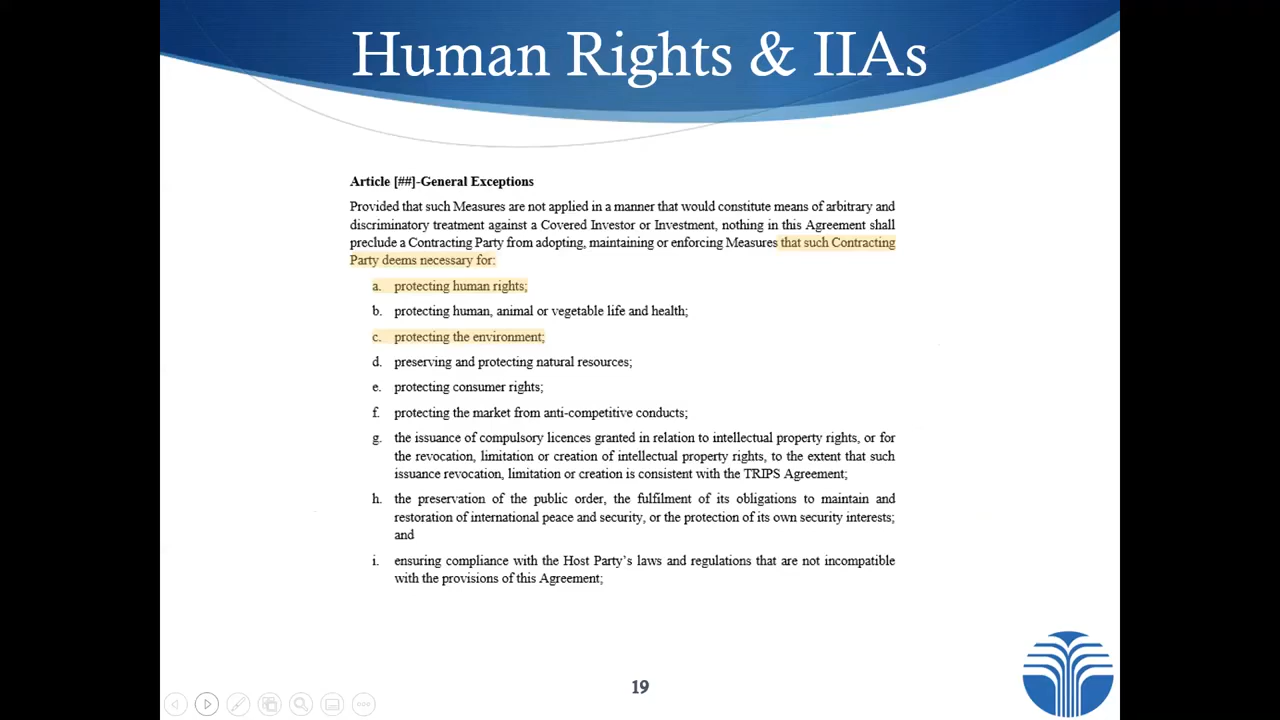 Human Rights & IIAs
Article [##]-General Exceptions
Provided that such Measures are not applied in a manner that would constitute means of arbitrary and
discriminatory treatment against a Covered Investor or Investment, nothing in this Agreement shall
preclude a Contracting Party from adopting, maintaining or enforcing Measures that such Contracting
Party deems necessary for:
a. protecting human rights;
b. protecting human, animal or vegetable life and health;
c. protecting the environment;
d. preserving and protecting natural resources;
e. protecting consumer rights;
f. protecting the market from anti-competitive conducts;
g. the issuance of compulsory licences granted in relation to intellectual property rights, or for
the revocation, limitation or creation of intellectual property rights, to the extent that such
issuance revocation, limitation or creation is consistent with the TRIPS Agreement;
h. the preservation of the public order, the fulfilment of its obligations to maintain and
restoration of international peace and security, or the protection of its own security interests;
and
i. ensuring compliance with the Host Party's laws and regulations that are not incompatible
with the provisions of this Agreement;
19